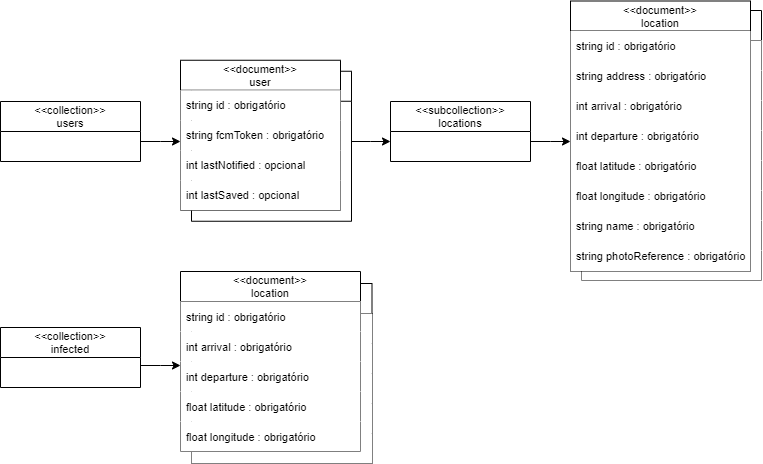 <<collection>>
users
<<document>>
user
string id : obrigatório
string fcmToken : obrigatório
int lastNotified : opcional
int lastSaved : opcional
<<subcollection>>
locations
<<document>>
location
string id : obrigatório
string address : obrigatório
int arrival : obrigatório
int departure : obrigatório
float latitude : obrigatório
float longitude : obrigatório
string name : obrigatório
string photoReference : obrigatório
<<collection>>
infected
<<document>>
location
string id : obrigatório
int arrival : obrigatório
int departure : obrigatório
float latitude : obrigatório
float longitude : obrigatório